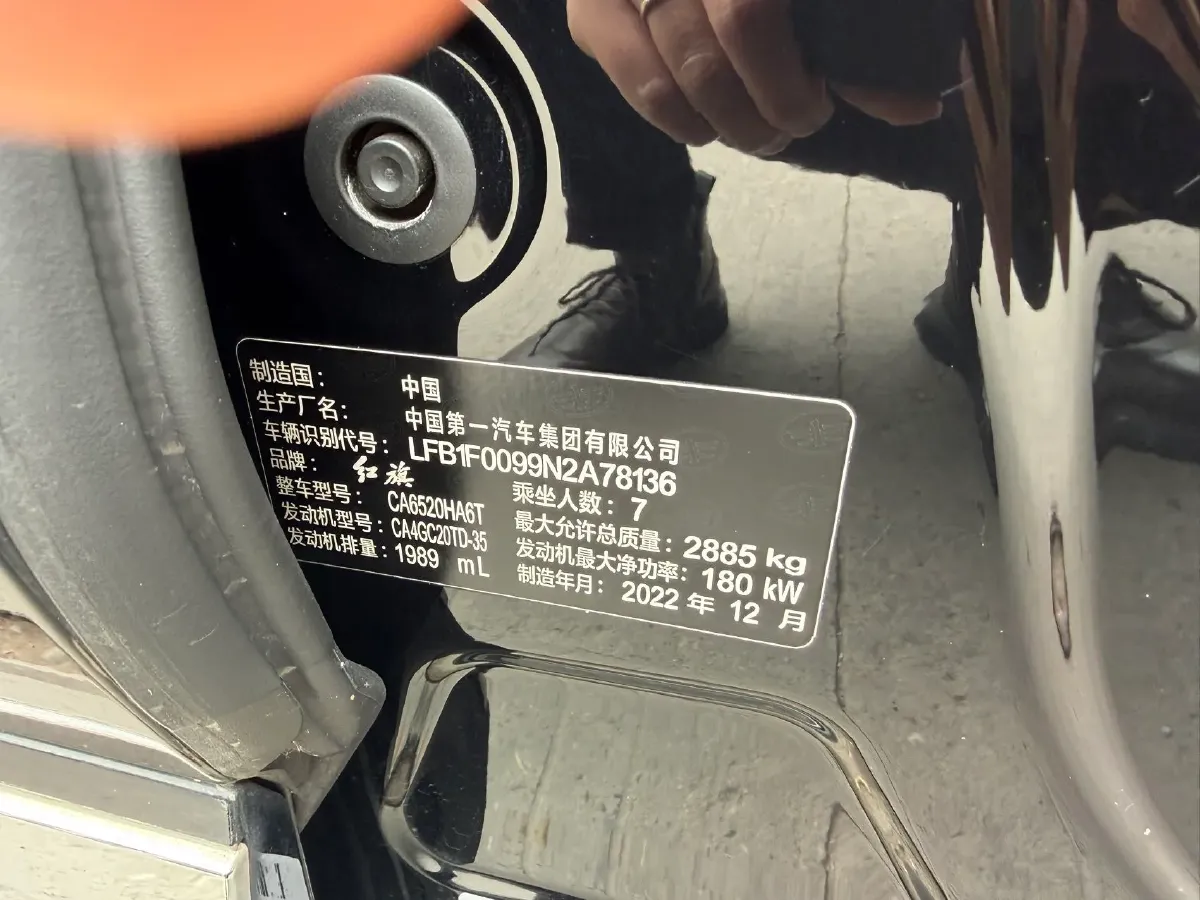 制造国： 中国
生产厂名： 中国第一汽车集团有限公司
车辆识别代号： LFB1F0099N2A78136
品牌： 红旗 乘坐人数： 7
整车型号： CA6520HA6T 最大允许总质量： 2885 kg
发动机型号： CA4GC20TD-35 发动机最大净功率： 180 kW
发动机排量： 1989 mL 制造年月： 2022 年 12 月